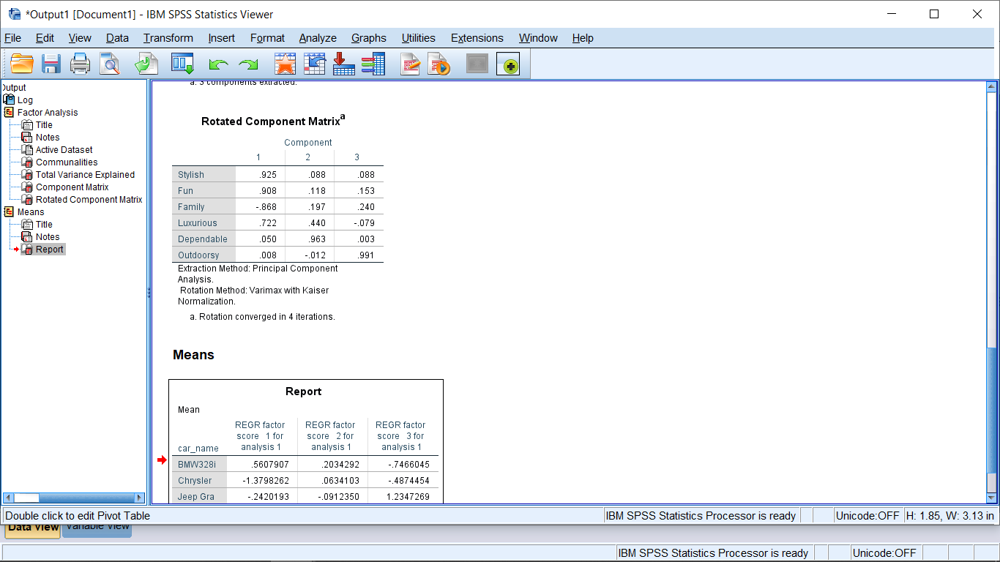 *Output1 [Document1] - IBM SPSS Statistics Viewer
File Edit View Data Transform Insert Format Analyze Graphs Utilities Extensions Window Help
Output
Log
Factor Analysis
Title
Notes
Active Dataset
Communalities
Total Variance Explained
Component Matrix
Rotated Component Matrix
Means
Title
Notes
Report
a. 3 components extracted.
Rotated Component Matrixa
Component
1 2 3
Stylish .925 .088 .088
Fun .908 .118 .153
Family -.868 .197 .240
Luxurious .722 .440 -.079
Dependable .050 .963 .003
Outdoorsy .008 -.012 .991
Extraction Method: Principal Component
Analysis.
Rotation Method: Varimax with Kaiser
Normalization.
a. Rotation converged in 4 iterations.
Means
Report
Mean
REGR factor REGR factor REGR factor
score 1 for score 2 for score 3 for
car_name analysis 1 analysis 1 analysis 1
BMW328i .5607907 .2034292 -.7466045
Chrysler -1.3798262 .0634103 -.4874454
Jeep Gra -.2420193 -.0912350 1.2347269
Double click to edit Pivot Table IBM SPSS Statistics Processor is ready Unicode:OFF H: 1.85, W: 3.13 in
Data View Variable View
IBM SPSS Statistics Processor is ready Unicode:OFF